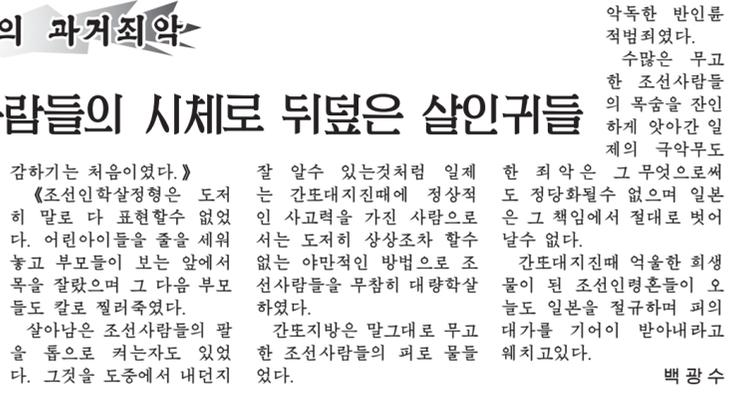 의 과거죄악
람들의 시체로 뒤덮은 살인귀들
감하기는 처음이였다.》
《조선인학살정형은 도저
히 말로 다 표현할수 없었
다. 어린아이들을 줄을 세워
놓고 부모들이 보는 앞에서
목을 잘랐으며 그 다음 부모
들도 칼로 찔러죽였다.
살아남은 조선사람들의 팔
을 톱으로 켜는자도 있었
다. 그것을 도중에서 내던지
잘 알수 있는것처럼 일제
는 간또대지진때에 정상적
인 사고력을 가진 사람으로
서는 도저히 상상조차 할수
없는 야만적인 방법으로 조
선사람들을 무참히 대량학살
하였다.
간또지방은 말그대로 무고
한 조선사람들의 피로 물들
었다.
악독한 반인륜
적범죄였다.
수많은 무고
한 조선사람들
의 목숨을 잔인
하게 앗아간 일
제의 극악무도
한 죄악은 그 무엇으로써
도 정당화될수 없으며 일본
은 그 책임에서 절대로 벗어
날수 없다.
간또대지진때 억울한 희생
물이 된 조선인령혼들이 오
늘도 일본을 절규하며 피의
대가를 기어이 받아내라고
웨치고있다.
백광수